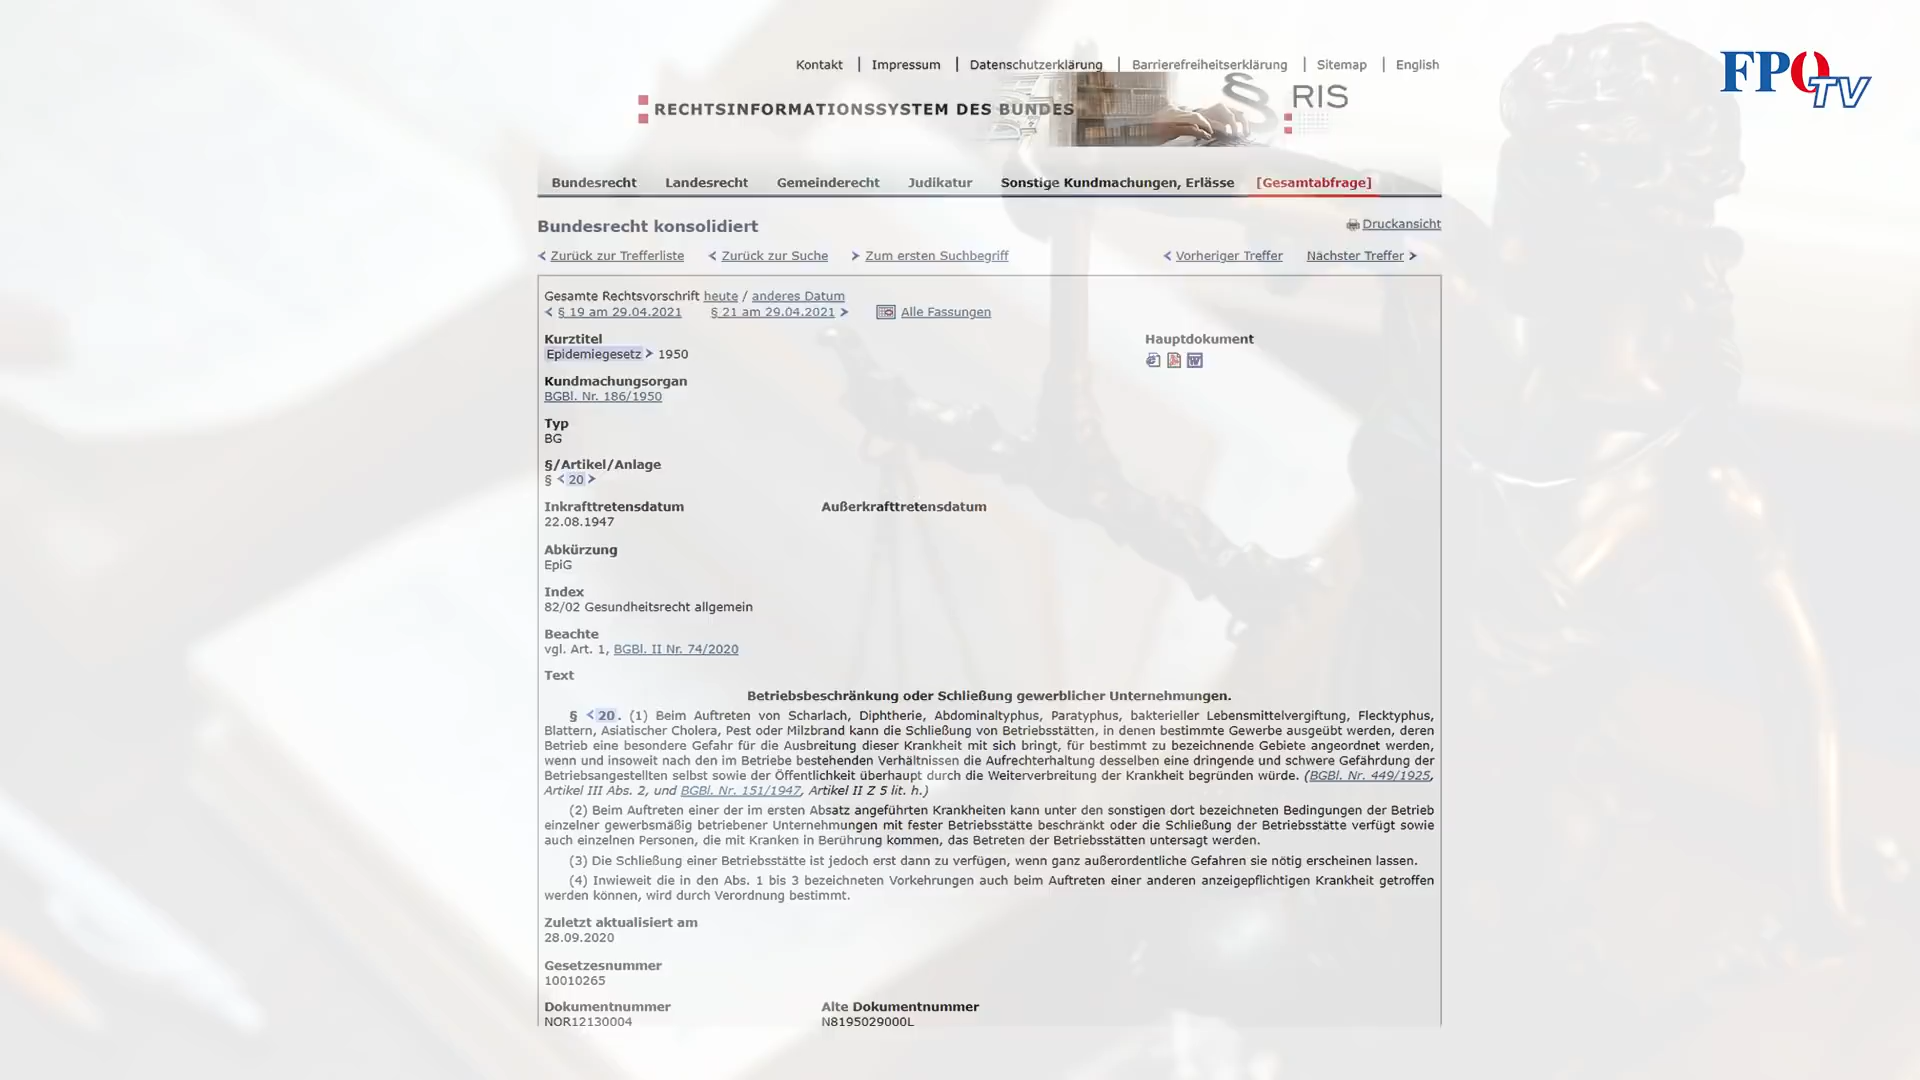 FPÖ TV
Kontakt | Impressum | Datenschutzerklärung | Barrierefreiheitserklärung | Sitemap | English
RECHTSINFORMATIONSSYSTEM DES BUNDES
§ RIS
Bundesrecht Landesrecht Gemeinderecht Judikatur Sonstige Kundmachungen, Erlässe [Gesamtabfrage]
Bundesrecht konsolidiert Druckansicht
< Zurück zur Trefferliste < Zurück zur Suche > Zum ersten Suchbegriff < Vorheriger Treffer Nächster Treffer >
Gesamte Rechtsvorschrift heute / anderes Datum
< § 19 am 29.04.2021 § 21 am 29.04.2021 > Alle Fassungen
Kurztitel Hauptdokument
Epidemiegesetz > 1950
Kundmachungsorgan
BGBl. Nr. 186/1950
Typ
BG
§/Artikel/Anlage
§ < 20 >
Inkrafttretensdatum Außerkrafttretensdatum
22.08.1947
Abkürzung
EpiG
Index
82/02 Gesundheitsrecht allgemein
Beachte
vgl. Art. 1, BGBl. II Nr. 74/2020
Text
Betriebsbeschränkung oder Schließung gewerblicher Unternehmungen.
§ < 20. (1) Beim Auftreten von Scharlach, Diphtherie, Abdominaltyphus, Paratyphus, bakterieller Lebensmittelvergiftung, Flecktyphus,
Blattern, Asiatischer Cholera, Pest oder Milzbrand kann die Schließung von Betriebsstätten, in denen bestimmte Gewerbe ausgeübt werden, deren
Betrieb eine besondere Gefahr für die Ausbreitung dieser Krankheit mit sich bringt, für bestimmt zu bezeichnende Gebiete angeordnet werden,
wenn und insoweit nach den im Betriebe bestehenden Verhältnissen die Aufrechterhaltung desselben eine dringende und schwere Gefährdung der
Betriebsangestellten selbst sowie der Öffentlichkeit überhaupt durch die Weiterverbreitung der Krankheit begründen würde. (BGBl. Nr. 449/1925,
Artikel III Abs. 2, und BGBl. Nr. 151/1947, Artikel II Z 5 lit. h.)
(2) Beim Auftreten einer der im ersten Absatz angeführten Krankheiten kann unter den sonstigen dort bezeichneten Bedingungen der Betrieb
einzelner gewerbsmäßig betriebener Unternehmungen mit fester Betriebsstätte beschränkt oder die Schließung der Betriebsstätte verfügt sowie
auch einzelnen Personen, die mit Kranken in Berührung kommen, das Betreten der Betriebsstätten untersagt werden.
(3) Die Schließung einer Betriebsstätte ist jedoch erst dann zu verfügen, wenn ganz außerordentliche Gefahren sie nötig erscheinen lassen.
(4) Inwieweit die in den Abs. 1 bis 3 bezeichneten Vorkehrungen auch beim Auftreten einer anderen anzeigepflichtigen Krankheit getroffen
werden können, wird durch Verordnung bestimmt.
Zuletzt aktualisiert am
28.09.2020
Gesetzesnummer
10010265
Dokumentnummer Alte Dokumentnummer
NOR12130004 N8195029000L